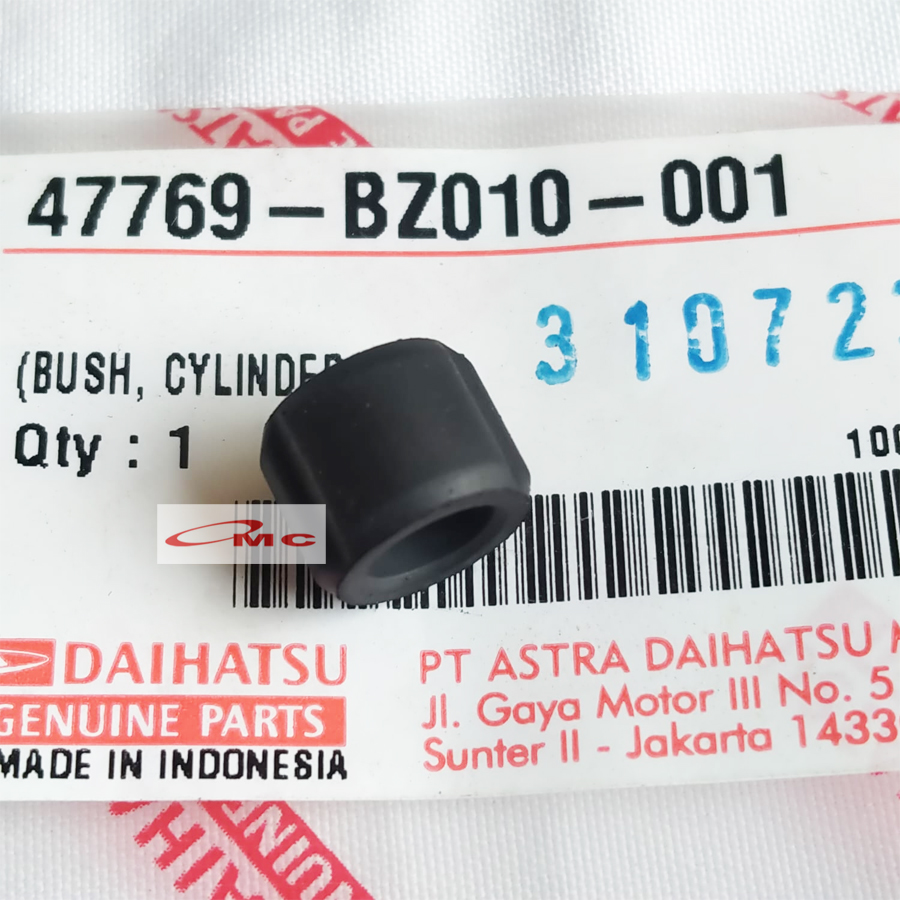 47769-BZ010-001
310722
(BUSH, CYLINDER
Qty : 1
100
MC
DAIHATSU
GENUINE PARTS
MADE IN INDONESIA
PT ASTRA DAIHATSU M
Jl. Gaya Motor III No. 5
Sunter II - Jakarta 1433